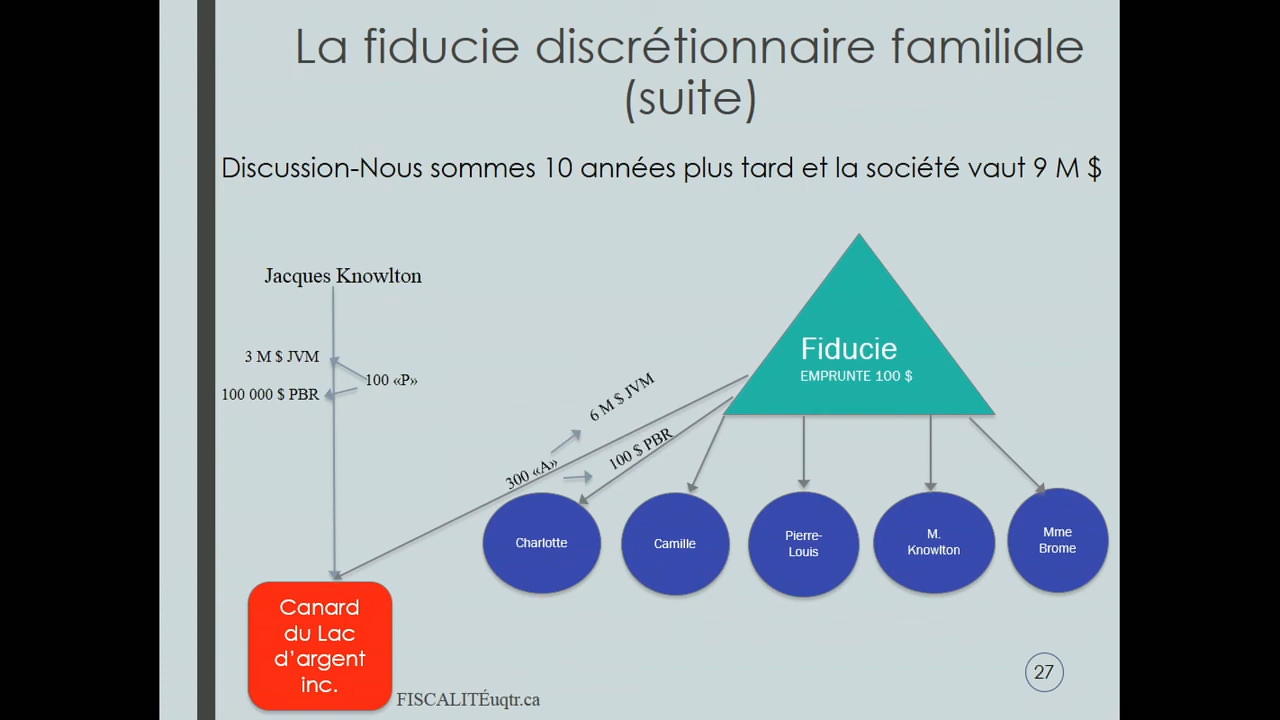 La fiducie discrétionnaire familiale
(suite)
Discussion-Nous sommes 10 années plus tard et la société vaut 9 M $
Jacques Knowlton
3 M $ JVM
100 «P»
100 000 $ PBR
Fiducie
EMPRUNTE 100 $
6 M $ JVM
300 «A»
100 $ PBR
Charlotte
Camille
Pierre-
Louis
M.
Knowlton
Mme
Brome
Canard
du Lac
d’argent
inc.
FISCALITÉuqtr.ca
27